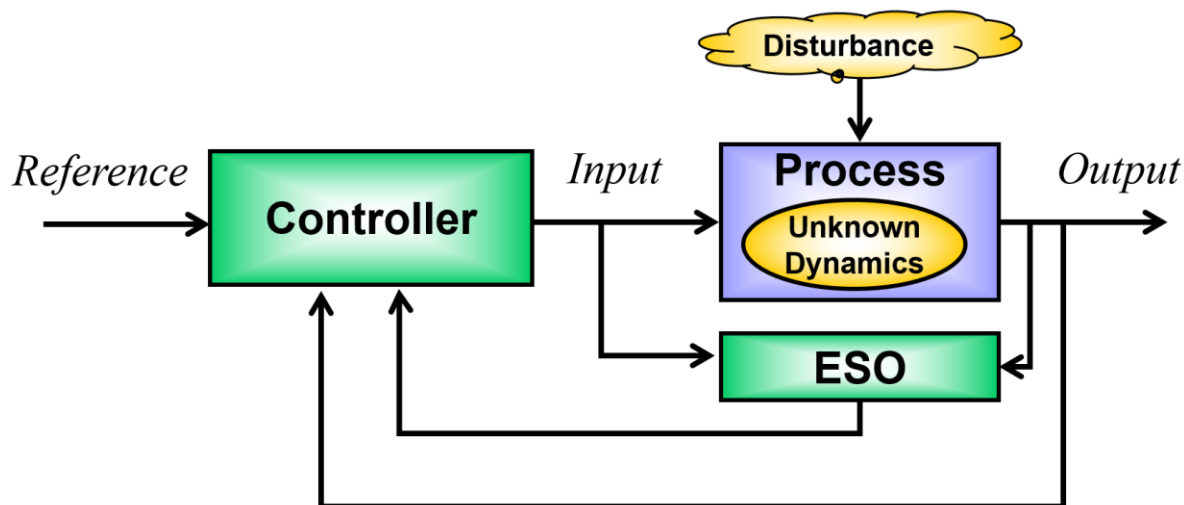 Disturbance
Reference
Controller
Input
Process
Unknown
Dynamics
Output
ESO